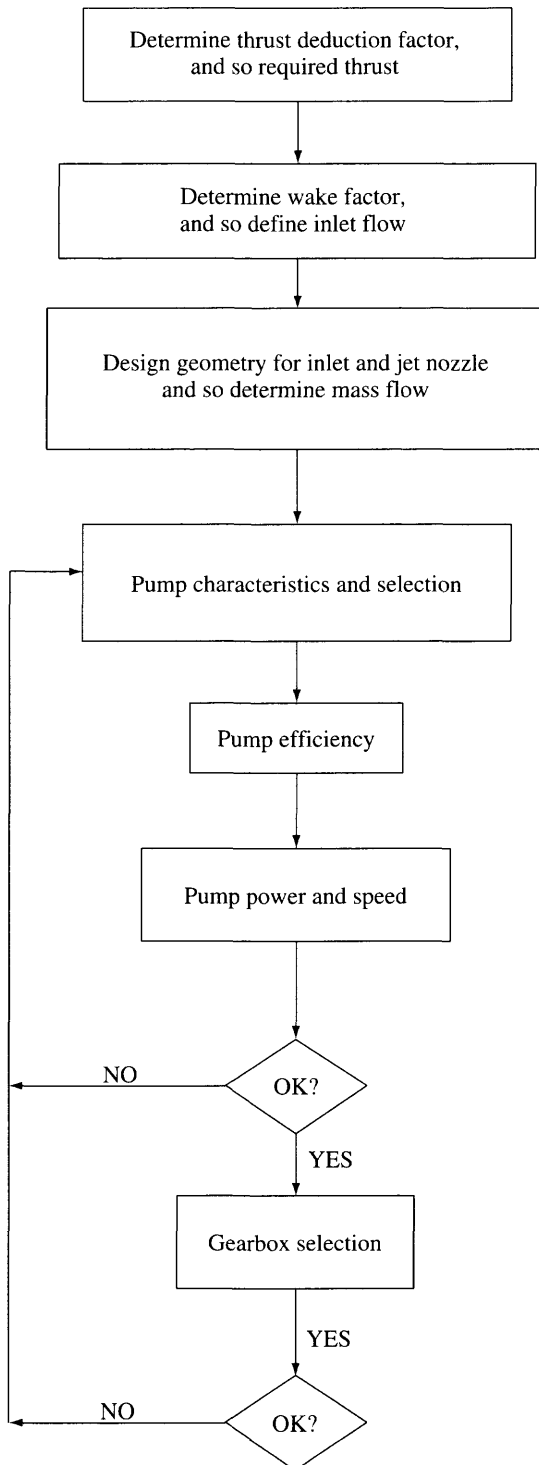 Determine thrust deduction factor,
and so required thrust
Determine wake factor,
and so define inlet flow
Design geometry for inlet and jet nozzle
and so determine mass flow
Pump characteristics and selection
Pump efficiency
Pump power and speed
NO
OK?
YES
Gearbox selection
YES
NO
OK?